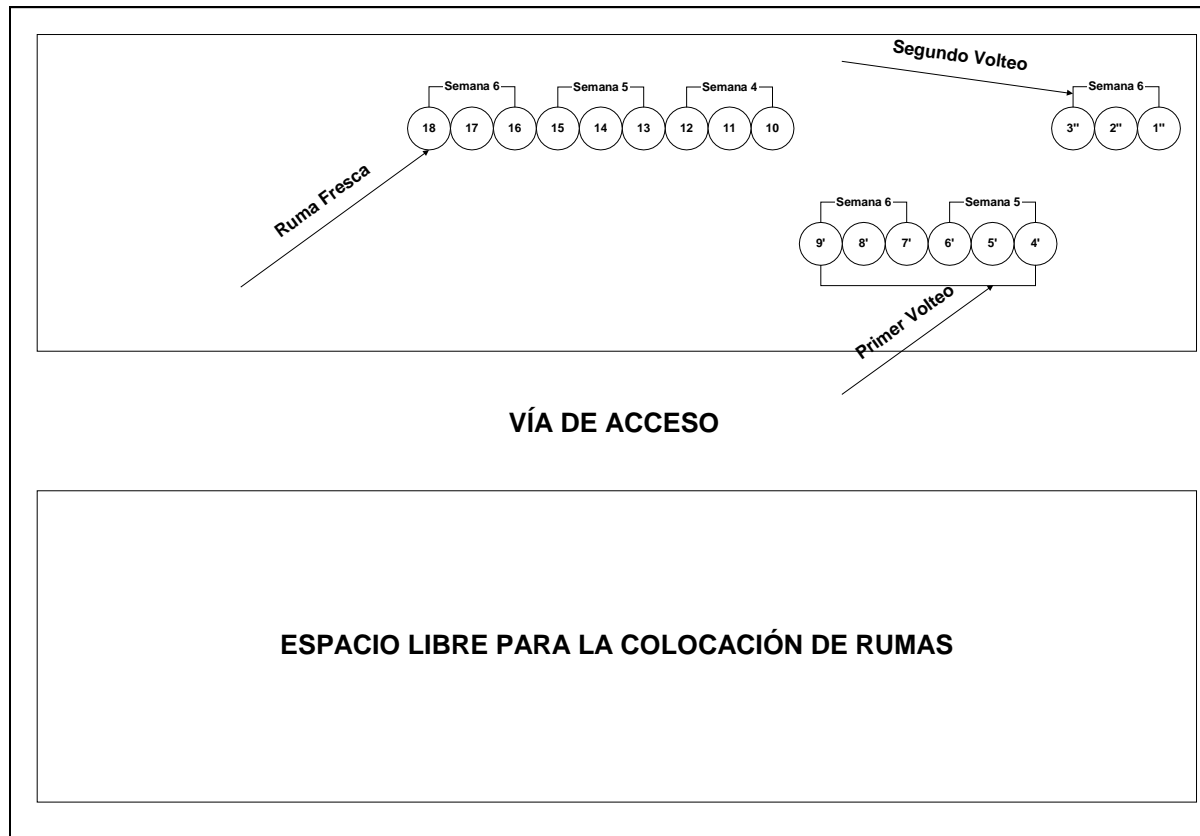 Segundo Volteo
Semana 6 Semana 5 Semana 4 Semana 6
18 17 16 15 14 13 12 11 10 3" 2" 1"
Ruma Fresca
Semana 6 Semana 5
9' 8' 7' 6' 5' 4'
Primer Volteo
VÍA DE ACCESO
ESPACIO LIBRE PARA LA COLOCACIÓN DE RUMAS